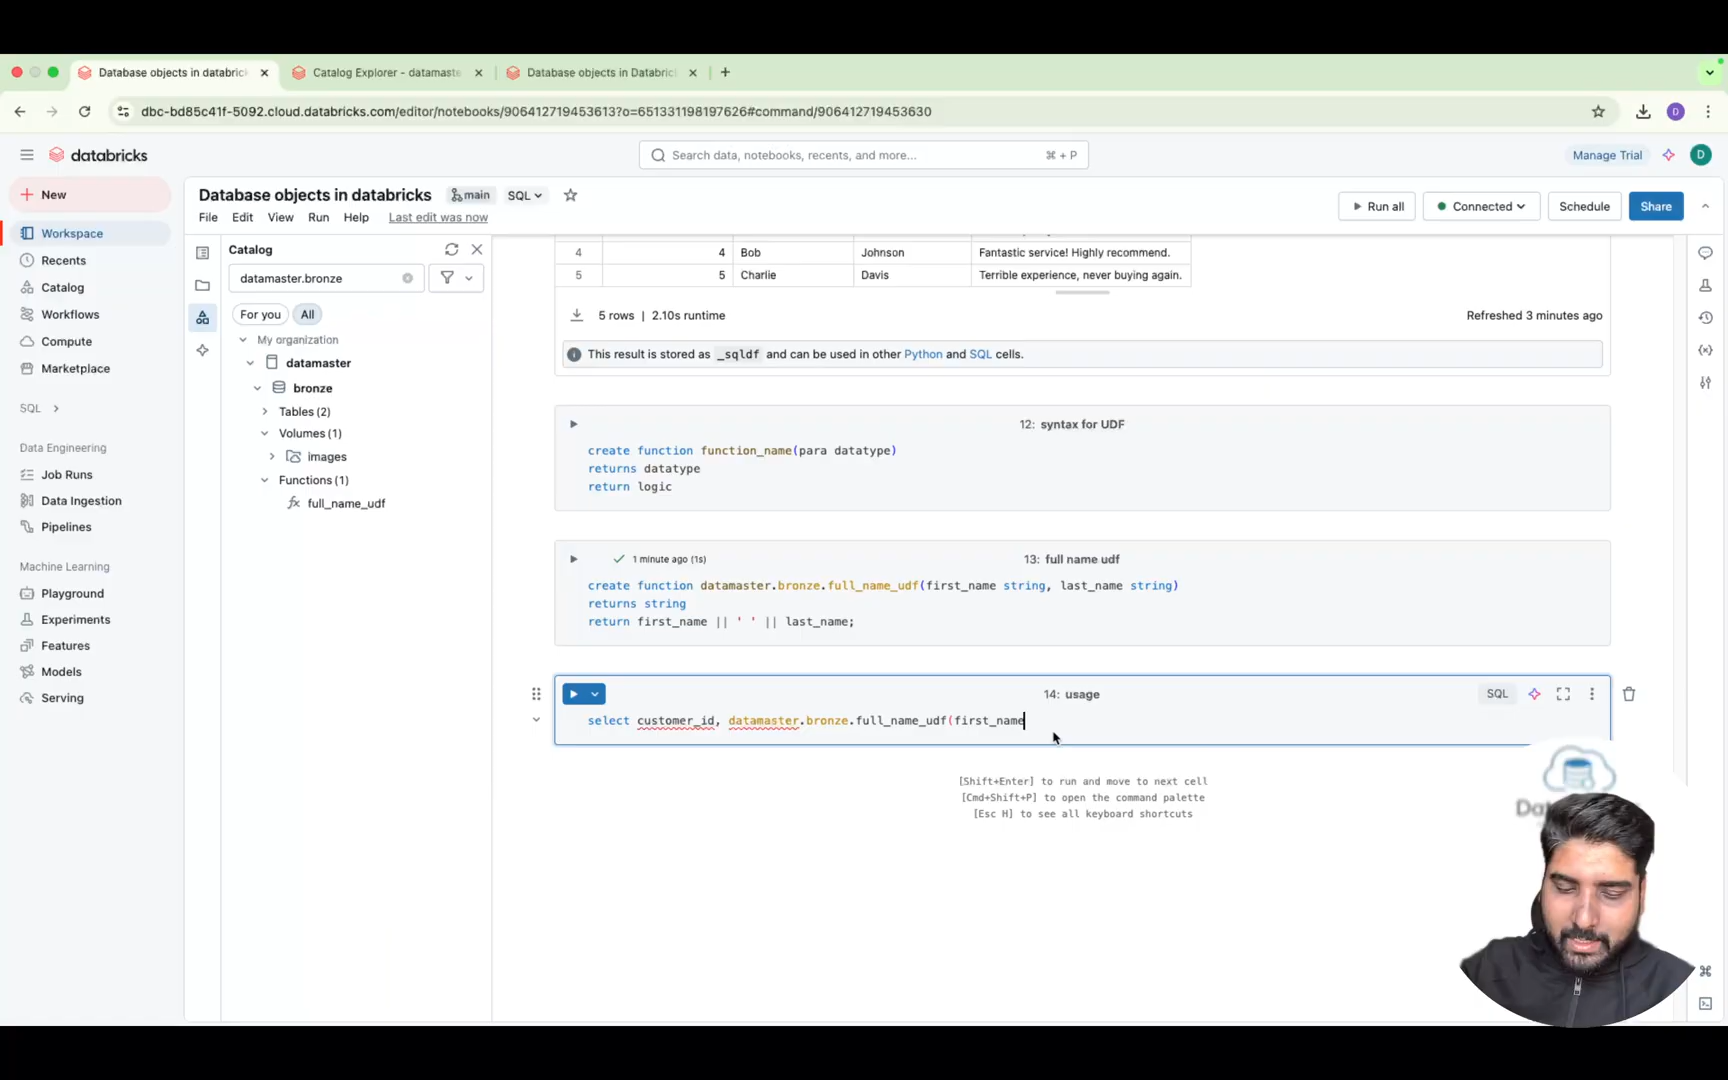 Database objects in databric
Catalog Explorer - datamaste
Database objects in Databric
dbc-bd85c41f-5092.cloud.databricks.com/editor/notebooks/906412719453613?o=651331198197626#command/906412719453630
D
databricks
Search data, notebooks, recents, and more...
⌘ + P
Manage Trial
D
New
Workspace
Recents
Catalog
Workflows
Compute
Marketplace
SQL
Data Engineering
Job Runs
Data Ingestion
Pipelines
Machine Learning
Playground
Experiments
Features
Models
Serving
Database objects in databricks
main
SQL
File Edit View Run Help Last edit was now
Run all
Connected
Schedule
Share
Catalog
datamaster.bronze
For you
All
My organization
datamaster
bronze
Tables (2)
Volumes (1)
images
Functions (1)
fx full_name_udf
4 4 Bob Johnson Fantastic service! Highly recommend.
5 5 Charlie Davis Terrible experience, never buying again.
5 rows | 2.10s runtime
Refreshed 3 minutes ago
This result is stored as _sqldf and can be used in other Python and SQL cells.
12: syntax for UDF
create function function_name(para datatype)
returns datatype
return logic
1 minute ago (1s)
13: full name udf
create function datamaster.bronze.full_name_udf(first_name string, last_name string)
returns string
return first_name || ' ' || last_name;
14: usage
SQL
select customer_id, datamaster.bronze.full_name_udf(first_name
[Shift+Enter] to run and move to next cell
[Cmd+Shift+P] to open the command palette
[Esc H] to see all keyboard shortcuts